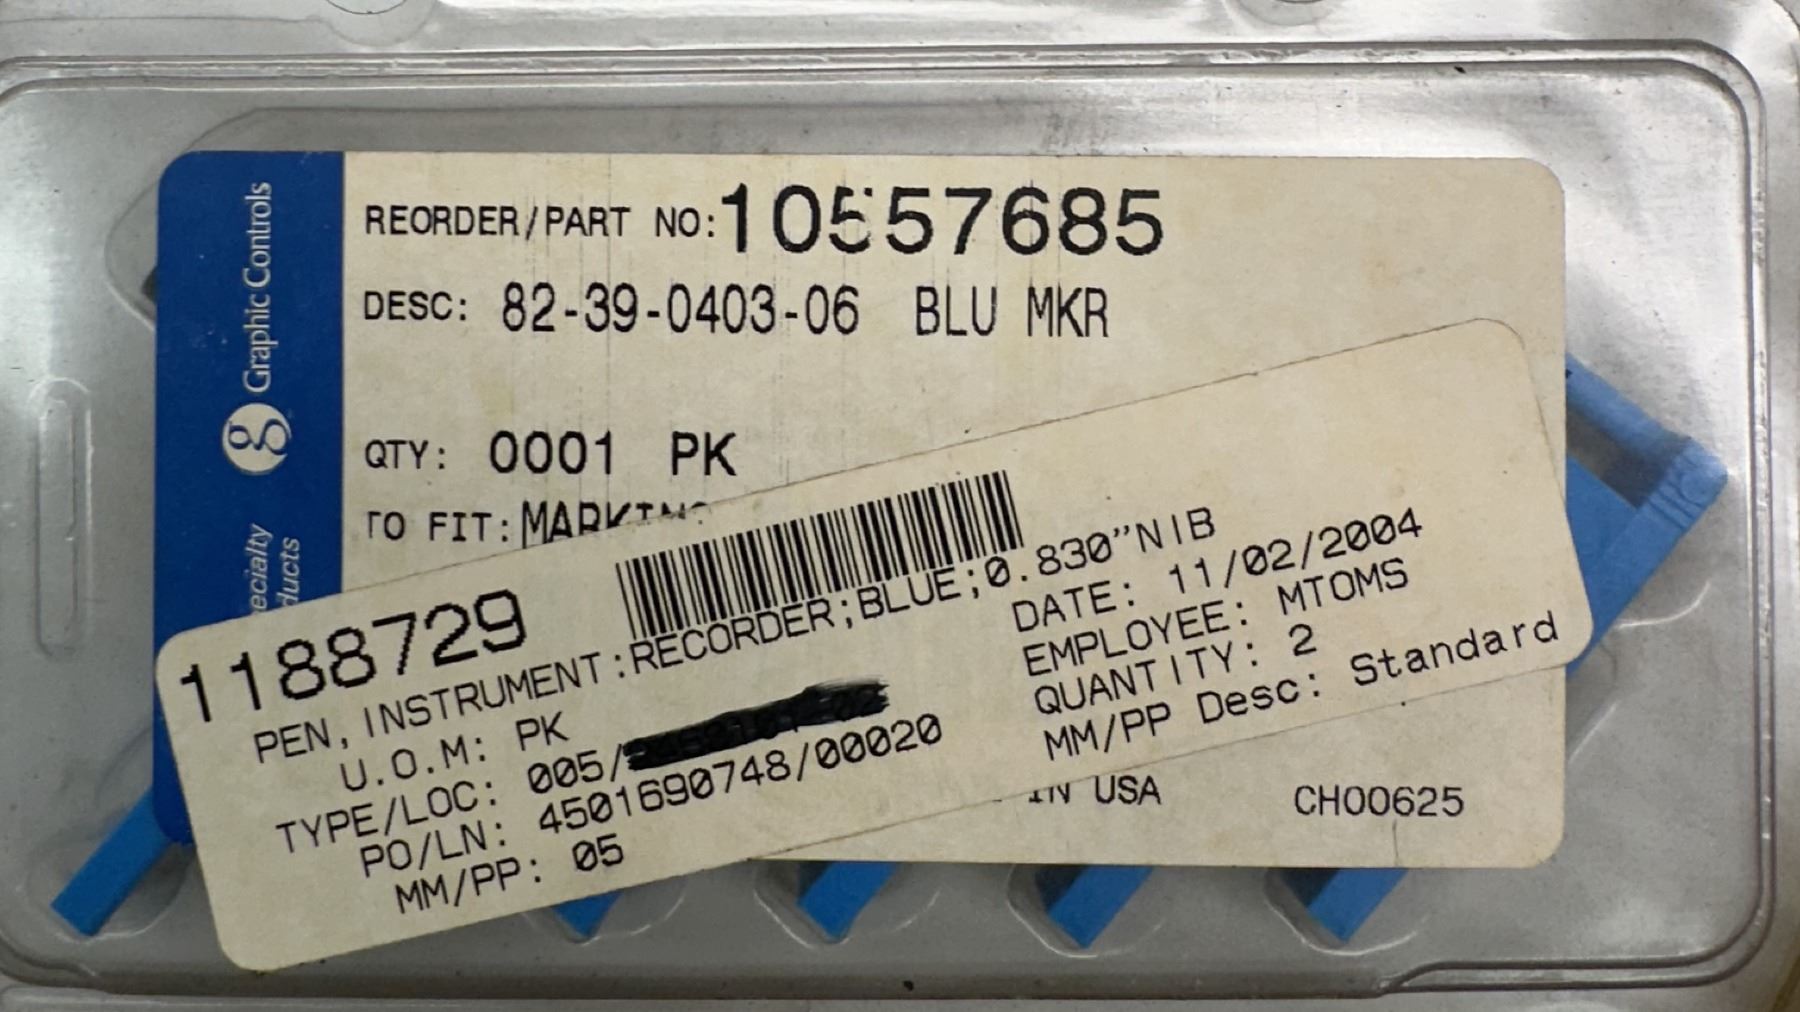 Graphic Controls
g
ecialty
ducts
REORDER/PART NO:10557685
DESC: 82-39-0403-06 BLU MKR
QTY: 0001 PK
TO FIT:
1188729
PEN, INSTRUMENT:RECORDER;BLUE;0.830"NIB
U.O.M: PK
TYPE/LOC: 005/
PO/LN: 4501690748/00020
MM/PP: 05
DATE: 11/02/2004
EMPLOYEE: MTOMS
QUANTITY: 2
MM/PP Desc: Standard
IN USA
CH00625